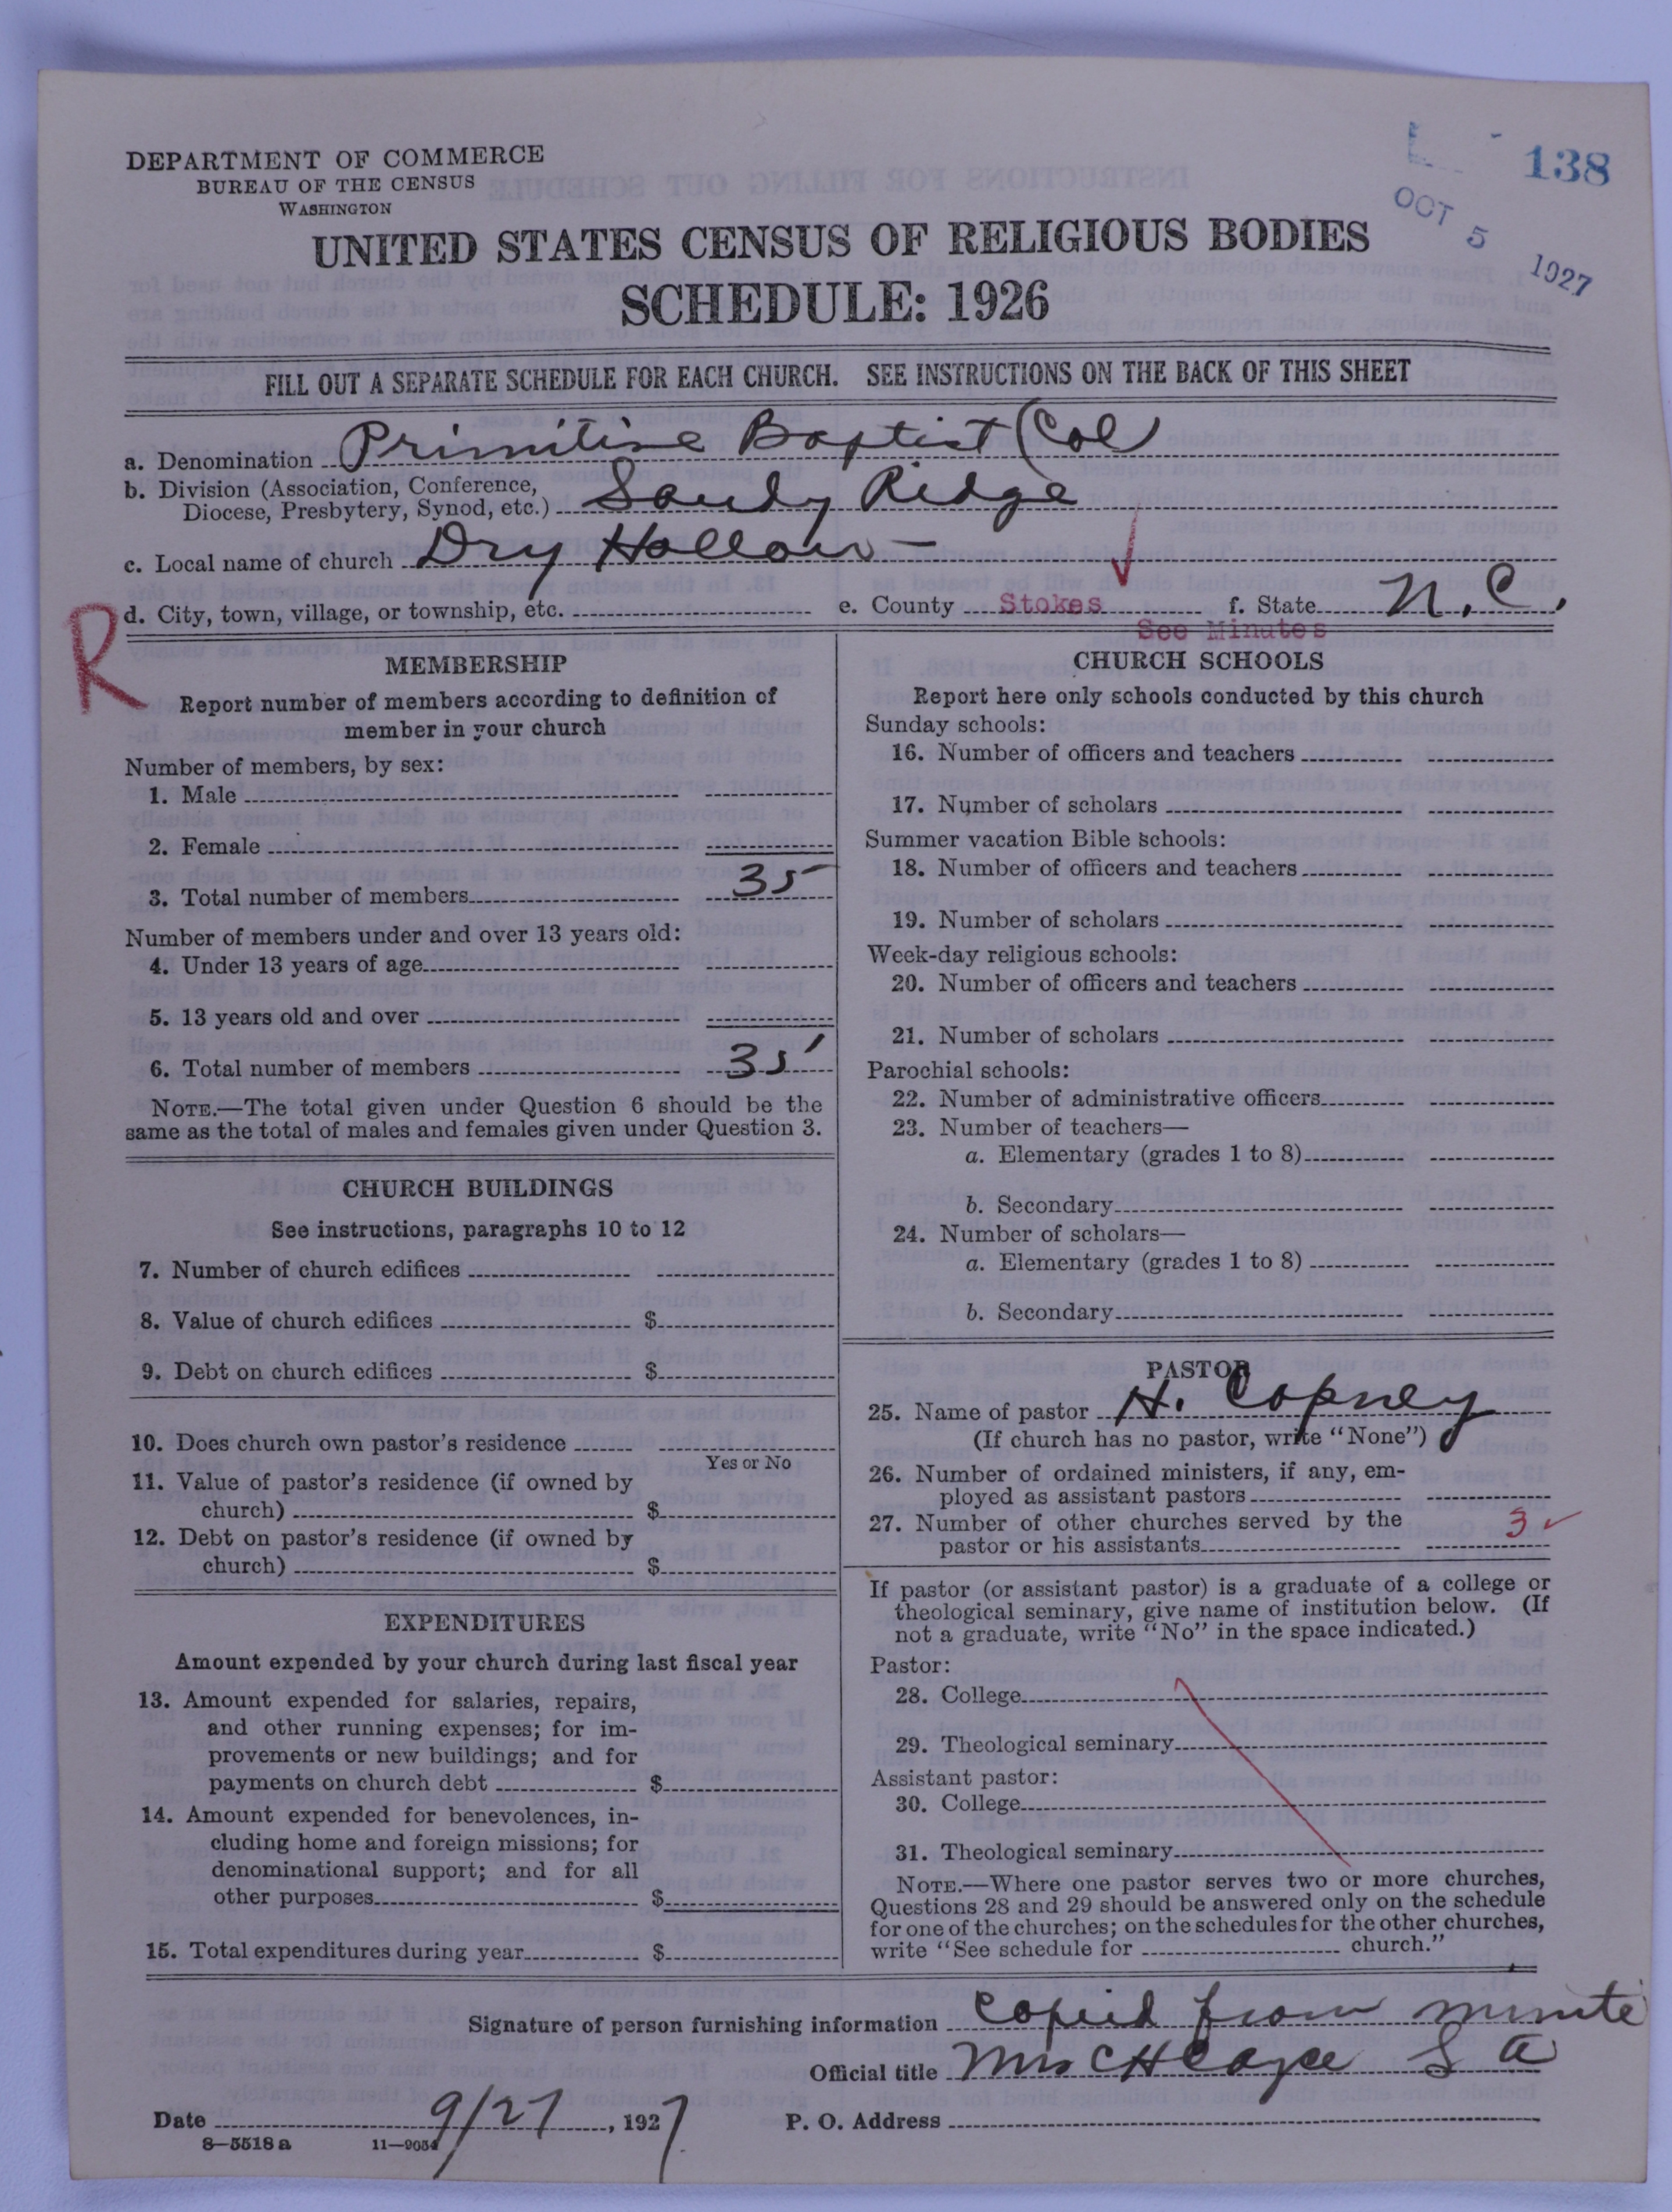 138
OCT 5 1927
DEPARTMENT OF COMMERCE
BUREAU OF THE CENSUS
WASHINGTON
UNITED STATES CENSUS OF RELIGIOUS BODIES
SCHEDULE: 1926
FILL OUT A SEPARATE SCHEDULE FOR EACH CHURCH. SEE INSTRUCTIONS ON THE BACK OF THIS SHEET
a. Denomination Primitive Baptist (Col)
b. Division (Association, Conference,
Diocese, Presbytery, Synod, etc.) Sandy Ridge
c. Local name of church Dry Hollow
d. City, town, village, or township, etc. e. County Stokes f. State N.C.
R
See Minutes
MEMBERSHIP
Report number of members according to definition of
member in your church
Number of members, by sex:
1. Male
2. Female
3. Total number of members 35
Number of members under and over 13 years old:
4. Under 13 years of age
5. 13 years old and over
6. Total number of members 35
NOTE.—The total given under Question 6 should be the
same as the total of males and females given under Question 3.
CHURCH BUILDINGS
See instructions, paragraphs 10 to 12
7. Number of church edifices
8. Value of church edifices $
9. Debt on church edifices $
10. Does church own pastor's residence
Yes or No
11. Value of pastor's residence (if owned by
church) $
12. Debt on pastor's residence (if owned by
church) $
EXPENDITURES
Amount expended by your church during last fiscal year
13. Amount expended for salaries, repairs,
and other running expenses; for im-
provements or new buildings; and for
payments on church debt $
14. Amount expended for benevolences, in-
cluding home and foreign missions; for
denominational support; and for all
other purposes $
15. Total expenditures during year $
CHURCH SCHOOLS
Report here only schools conducted by this church
Sunday schools:
16. Number of officers and teachers
17. Number of scholars
Summer vacation Bible schools:
18. Number of officers and teachers
19. Number of scholars
Week-day religious schools:
20. Number of officers and teachers
21. Number of scholars
Parochial schools:
22. Number of administrative officers
23. Number of teachers—
a. Elementary (grades 1 to 8)
b. Secondary
24. Number of scholars—
a. Elementary (grades 1 to 8)
b. Secondary
PASTOR
25. Name of pastor H. Copney
(If church has no pastor, write "None")
26. Number of ordained ministers, if any, em-
ployed as assistant pastors
27. Number of other churches served by the
pastor or his assistants 3
If pastor (or assistant pastor) is a graduate of a college or
theological seminary, give name of institution below. (If
not a graduate, write "No" in the space indicated.)
Pastor:
28. College
29. Theological seminary
Assistant pastor:
30. College
31. Theological seminary
NOTE.—Where one pastor serves two or more churches,
Questions 28 and 29 should be answered only on the schedule
for one of the churches; on the schedules for the other churches,
write "See schedule for church."
Signature of person furnishing information copied from minute
Official title Mrs C H S A
Date 9/27, 1927 P. O. Address
8—5518 a 11—9054